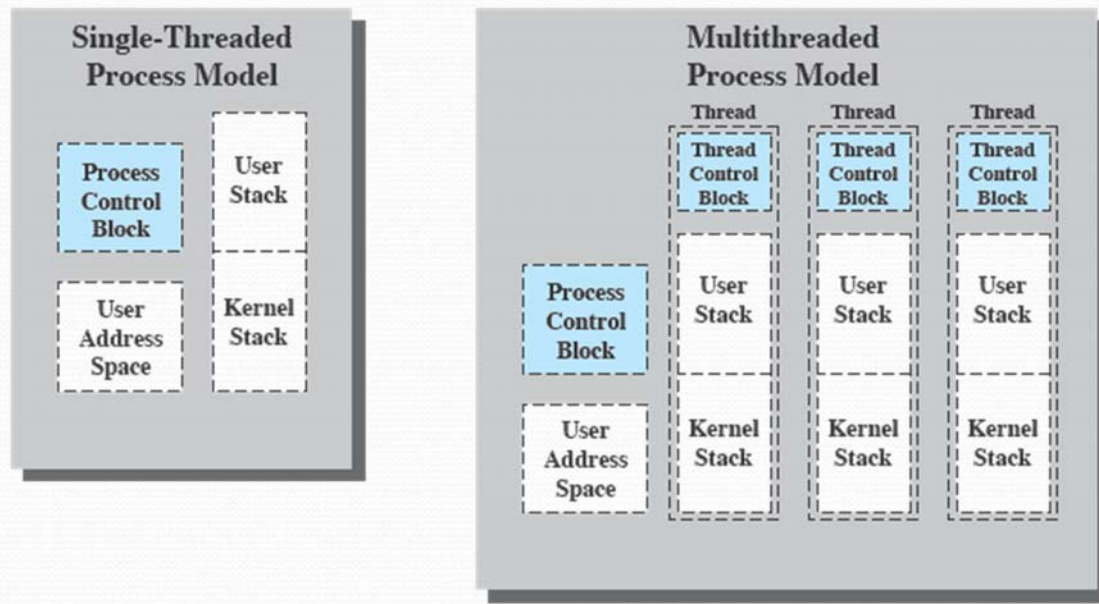 Single-Threaded
Process Model
Process
Control
Block
User
Address
Space
User
Stack
Kernel
Stack
Multithreaded
Process Model
Process
Control
Block
User
Address
Space
Thread
Thread
Control
Block
User
Stack
Kernel
Stack
Thread
Thread
Control
Block
User
Stack
Kernel
Stack
Thread
Thread
Control
Block
User
Stack
Kernel
Stack